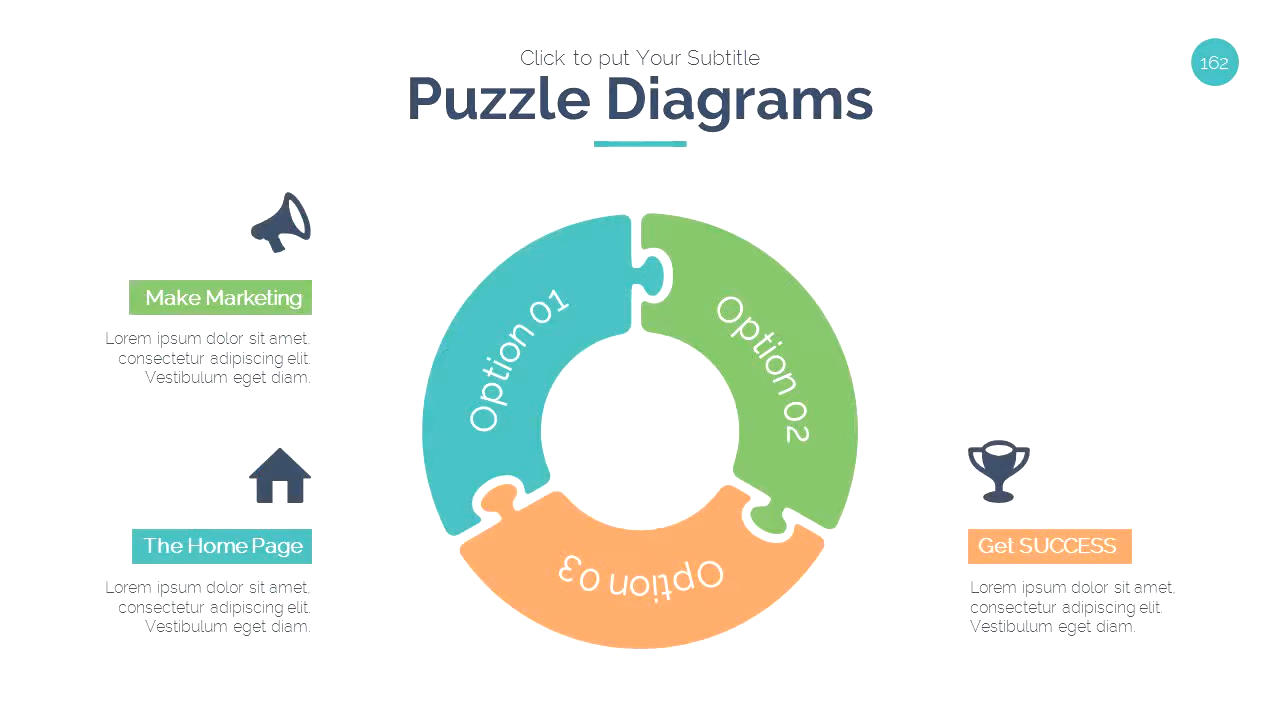 Click to put Your Subtitle
162
Puzzle Diagrams
Option 01
Option 02
Option 03
Make Marketing
Lorem ipsum dolor sit amet,
consectetur adipiscing elit.
Vestibulum eget diam.
The Home Page
Lorem ipsum dolor sit amet,
consectetur adipiscing elit.
Vestibulum eget diam.
Get SUCCESS
Lorem ipsum dolor sit amet,
consectetur adipiscing elit.
Vestibulum eget diam.